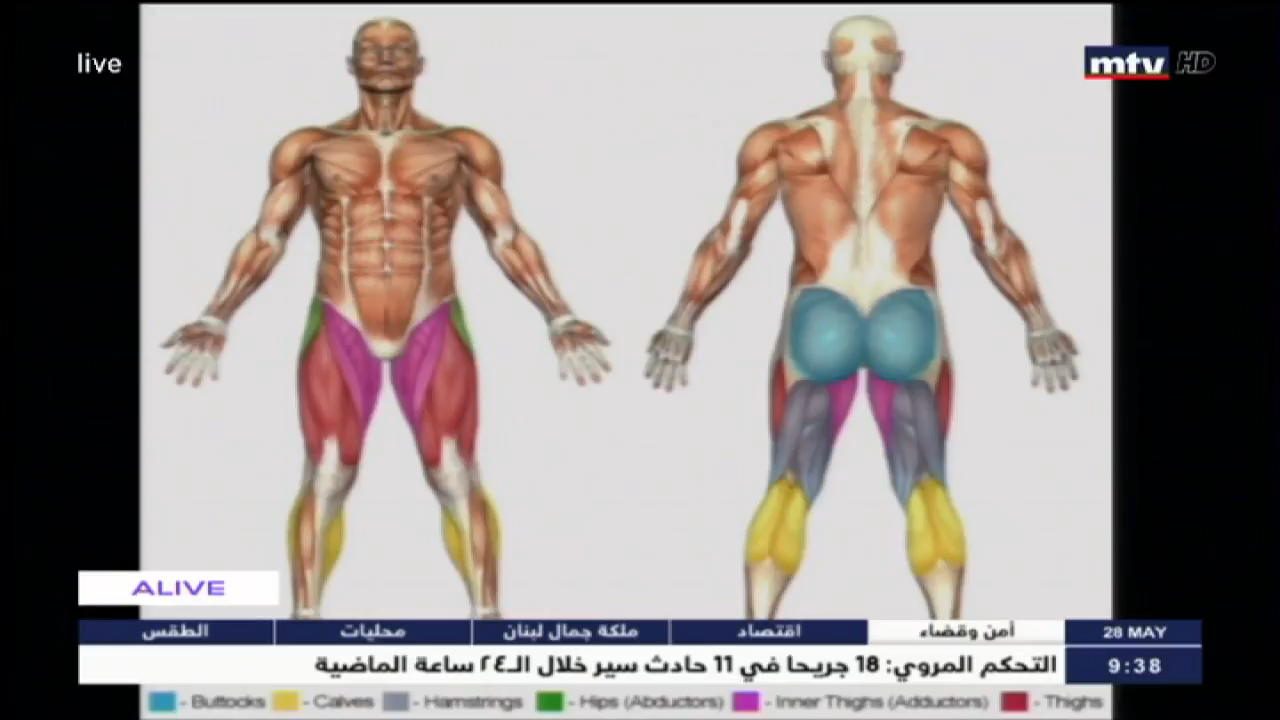 live
mtv HD
ALIVE
28 MAY
أمن وقضاء
اقتصاد
ملكة جمال لبنان
محليات
الطقس
9:38
التحكم المروي: 18 جريحا في 11 حادث سير خلال الـ٢٤ ساعة الماضية
- Buttocks - Calves - Hamstrings - Hips (Abductors) - Inner Thighs (Adductors) - Thighs